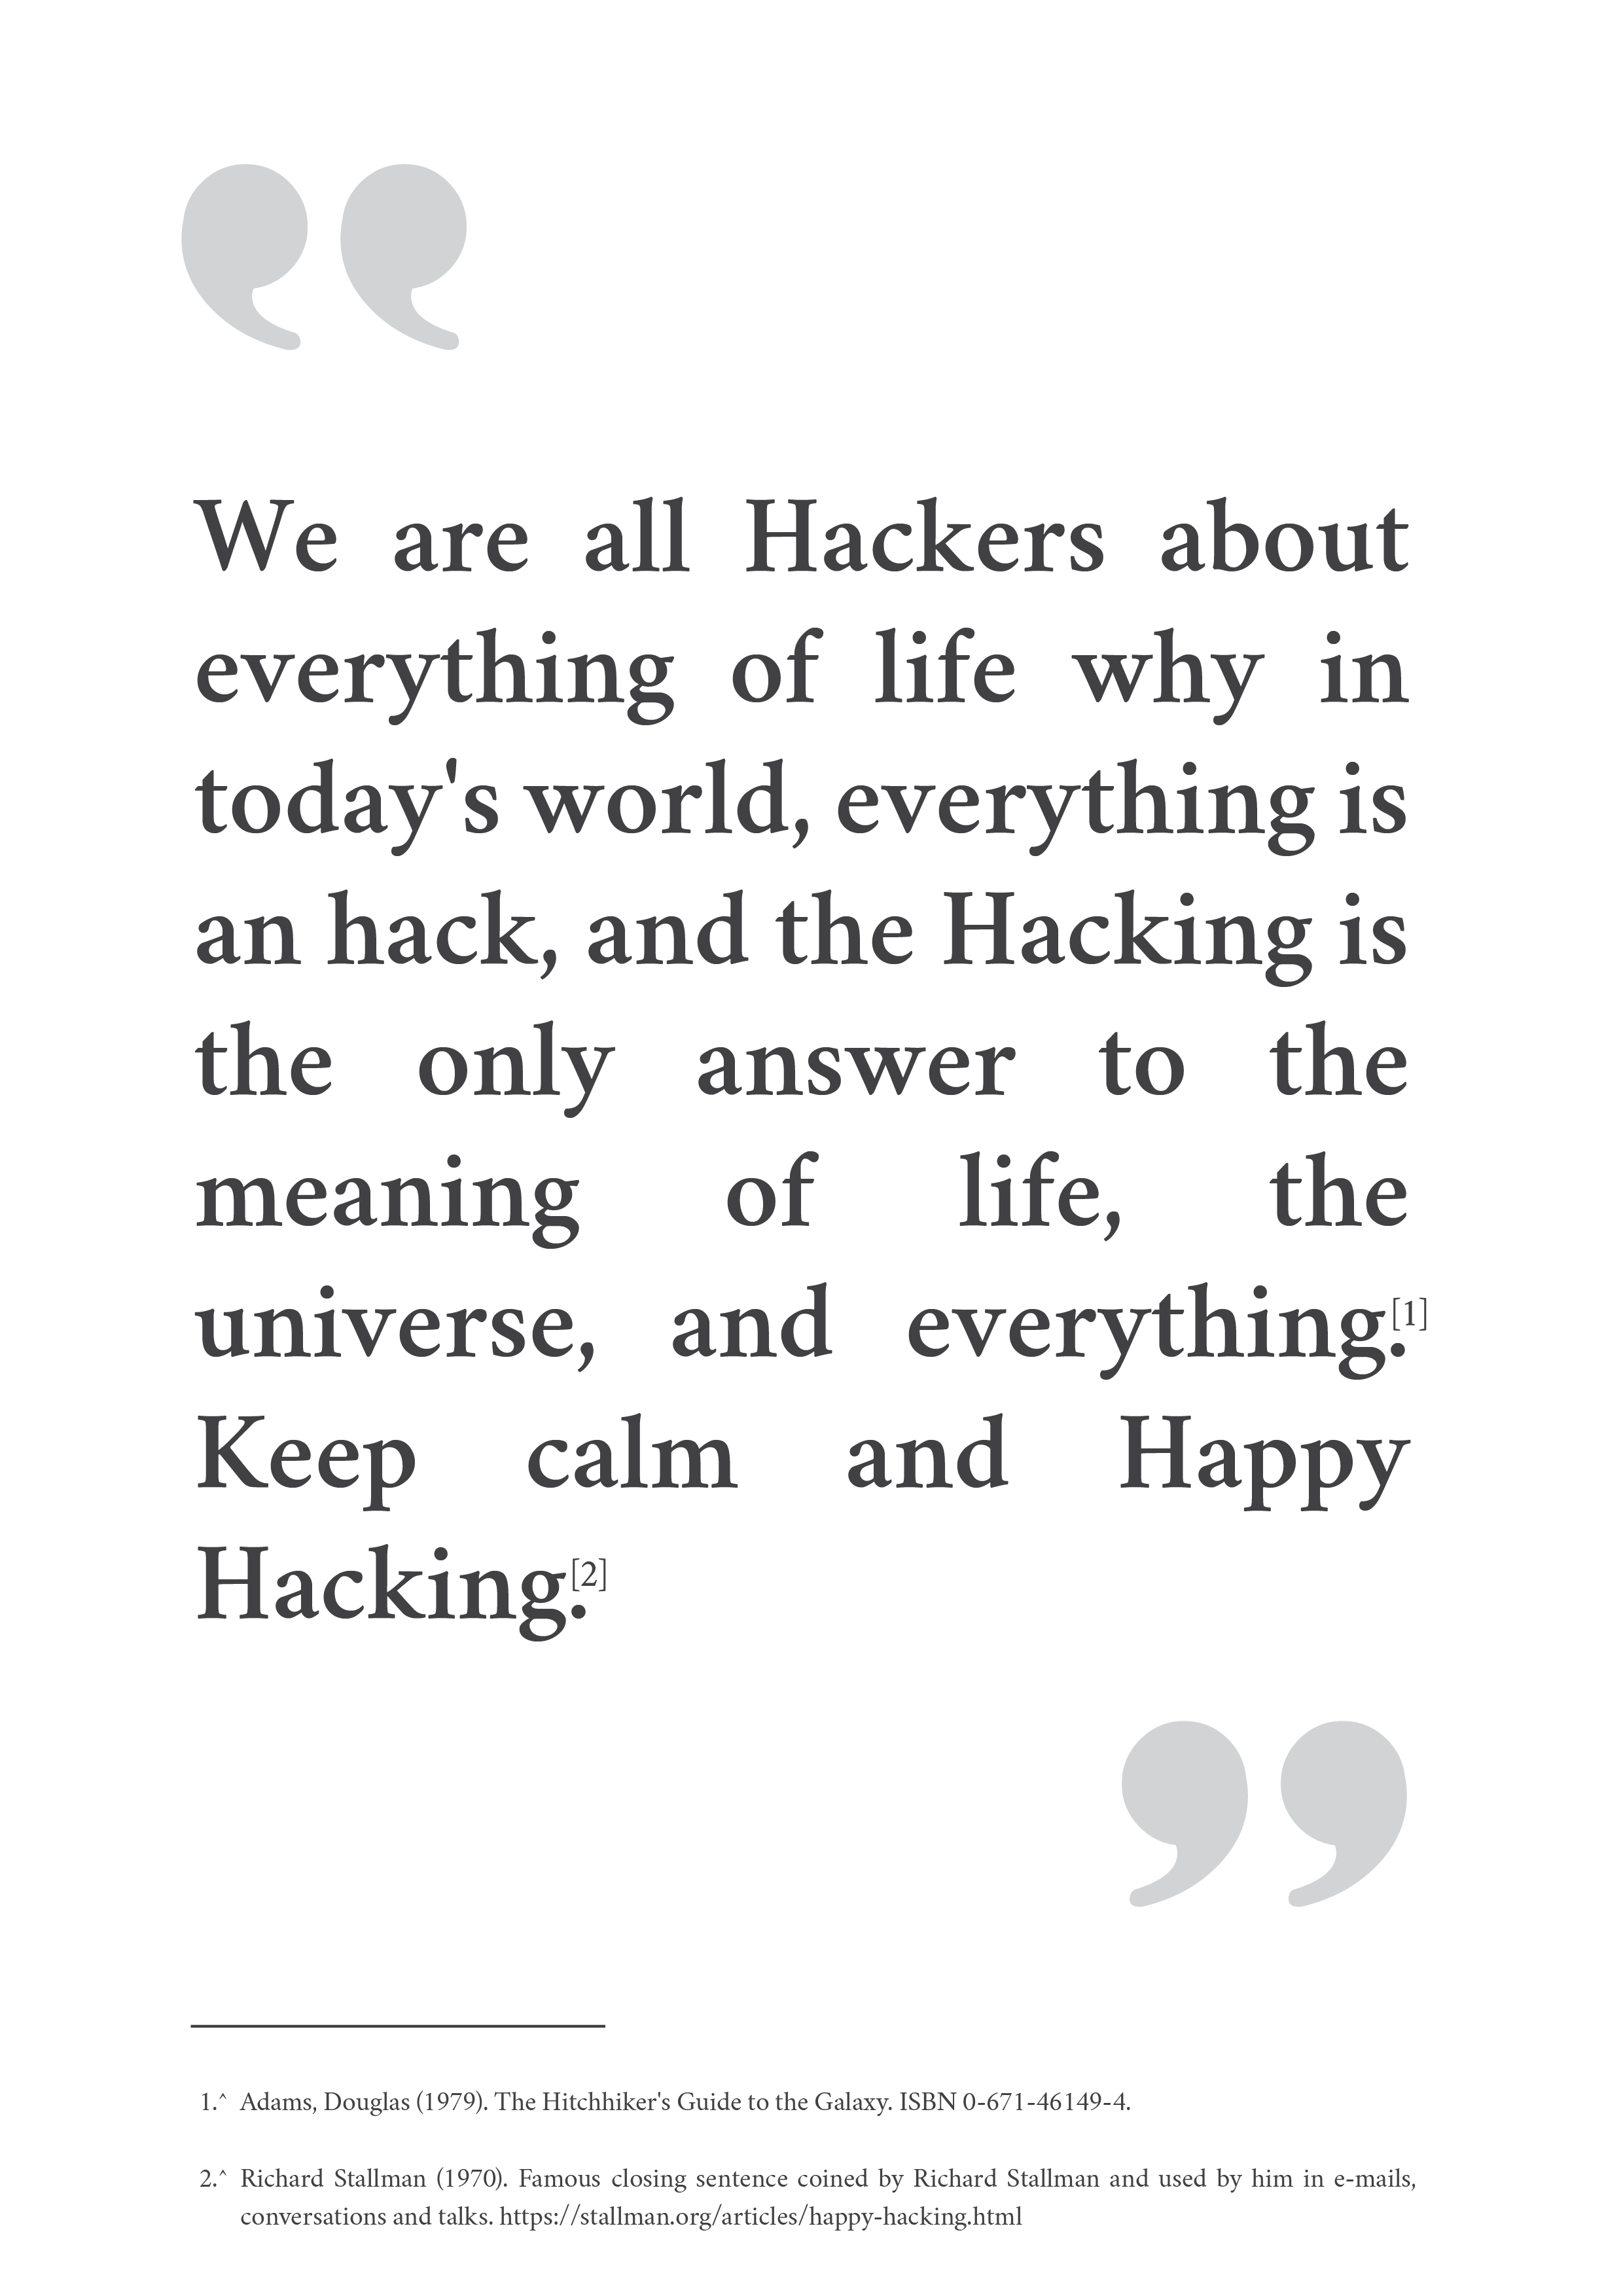 “
We are all Hackers about
everything of life why in
today's world, everything is
an hack, and the Hacking is
the only answer to the
meaning of life, the
universe, and everything.[1]
Keep calm and Happy
Hacking.[2]
”
1.^ Adams, Douglas (1979). The Hitchhiker's Guide to the Galaxy. ISBN 0-671-46149-4.
2.^ Richard Stallman (1970). Famous closing sentence coined by Richard Stallman and used by him in e-mails,
conversations and talks. https://stallman.org/articles/happy-hacking.html